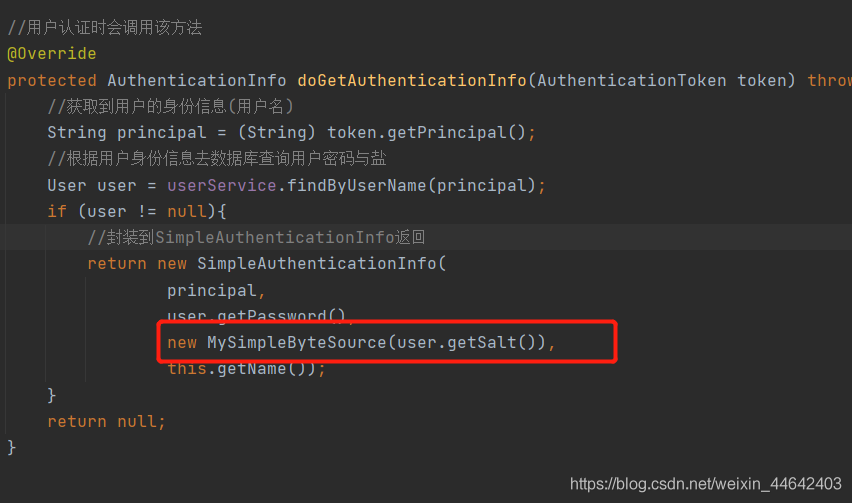 //用户认证时会调用该方法
@Override
protected AuthenticationInfo doGetAuthenticationInfo(AuthenticationToken token) throw
//获取到用户的身份信息(用户名)
String principal = (String) token.getPrincipal();
//根据用户身份信息去数据库查询用户密码与盐
User user = userService.findByUserName(principal);
if (user != null){
//封装到SimpleAuthenticationInfo返回
return new SimpleAuthenticationInfo(
principal,
user.getPassword(),
new MySimpleByteSource(user.getSalt()),
this.getName());
}
return null;
}
https://blog.csdn.net/weixin_44642403